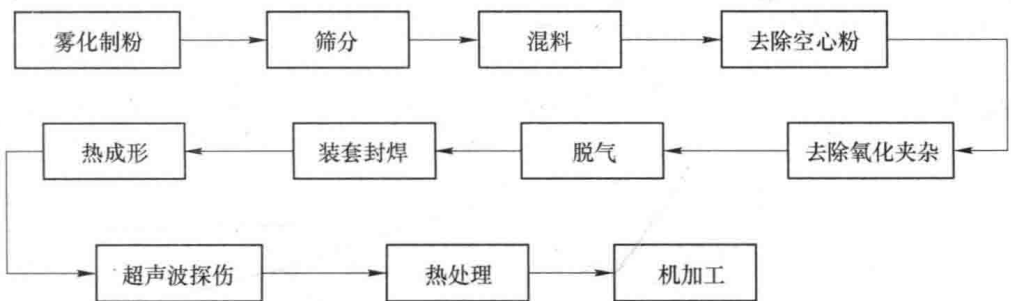 雾化制粉
筛分
混料
去除空心粉
去除氧化夹杂
脱气
装套封焊
热成形
超声波探伤
热处理
机加工